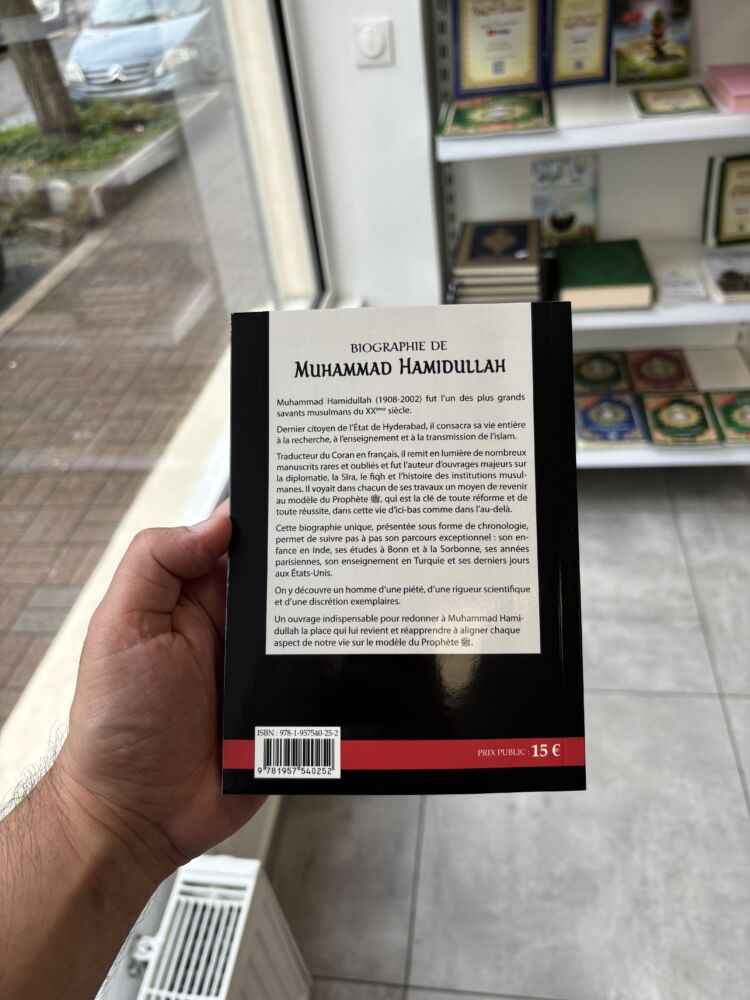 BIOGRAPHIE DE
MUHAMMAD HAMIDULLAH
Muhammad Hamidullah (1908-2002) fut l'un des plus grands
savants musulmans du XXème siècle.
Dernier citoyen de l'État de Hyderabad, il consacra sa vie entière
à la recherche, à l'enseignement et à la transmission de l'islam.
Traducteur du Coran en français, il remit en lumière de nombreux
manuscrits rares et oubliés et fut l'auteur d'ouvrages majeurs sur
la diplomatie, la Sira, le fiqh et l'histoire des institutions musul-
manes. Il voyait dans chacun de ses travaux un moyen de revenir
au modèle du Prophète ﷺ, qui est la clé de toute réforme et de
toute réussite, dans cette vie d'ici-bas comme dans l'au-delà.
Cette biographie unique, présentée sous forme de chronologie,
permet de suivre pas à pas son parcours exceptionnel : son en-
fance en Inde, ses études à Bonn et à la Sorbonne, ses années
parisiennes, son enseignement en Turquie et ses derniers jours
aux États-Unis.
On y découvre un homme d'une piété, d'une rigueur scientifique
et d'une discrétion exemplaires.
Un ouvrage indispensable pour redonner à Muhammad Hami-
dullah la place qui lui revient et réapprendre à aligner chaque
aspect de notre vie sur le modèle du Prophète ﷺ.
ISBN : 978-1-957540-25-2
9 781957 540252
PRIX PUBLIC : 15 €